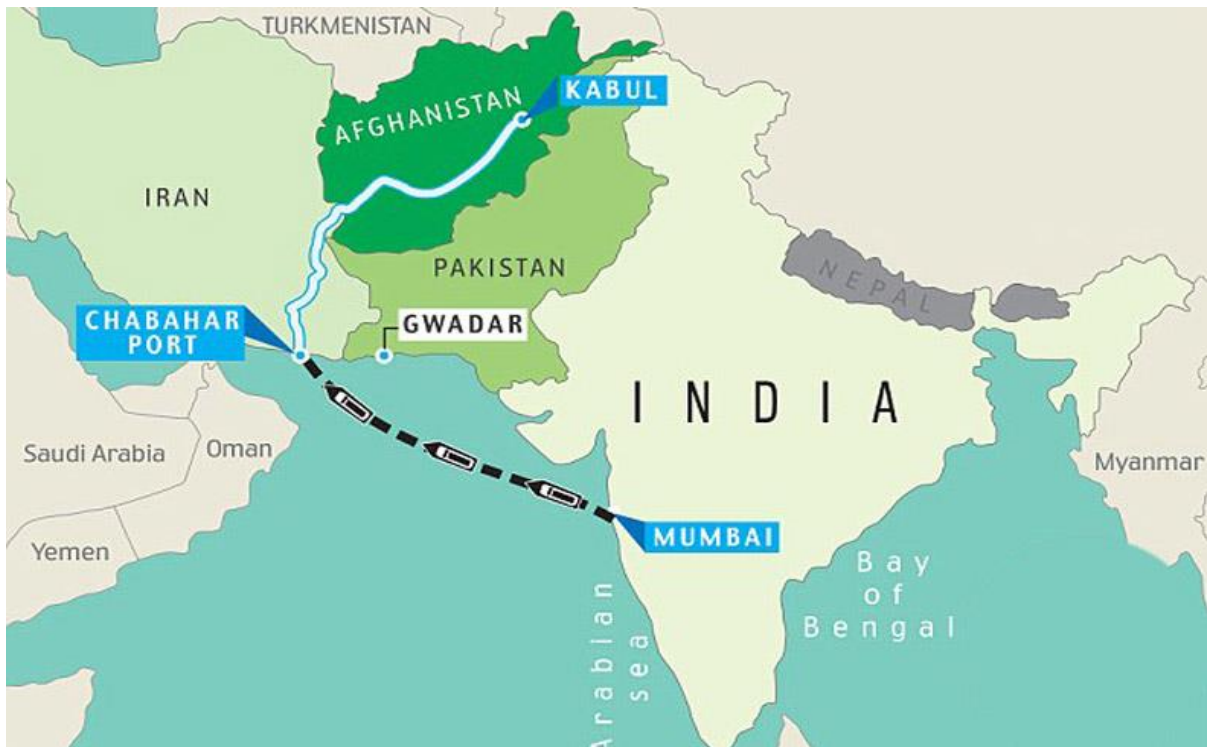 TURKMENISTAN
KABUL
AFGHANISTAN
IRAN
PAKISTAN
NEPAL
CHABAHAR
PORT
GWADAR
INDIA
Saudi Arabia
Oman
Myanmar
Yemen
MUMBAI
Arabian
sea
Bay
of
Bengal